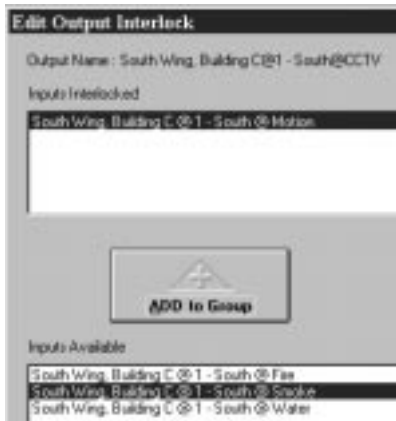 Edit Output Interlock
Output Name : South Wing, Building C@1 - South@CCTV
Inputs Interlocked
South Wing, Building C @ 1 - South @ Motion
ADD to Group
Inputs Available
South Wing, Building C @ 1 - South @ Fire
South Wing, Building C @ 1 - South @ Smoke
South Wing, Building C @ 1 - South @ Water